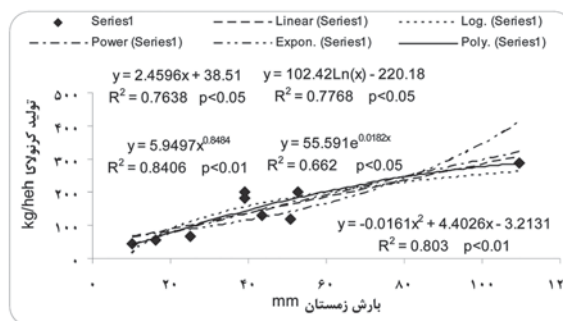 Series1 Linear (Series1) Log. (Series1)
Power (Series1) Expon. (Series1) Poly. (Series1)
y = 2.4596x + 38.51 y = 102.42Ln(x) - 220.18
R² = 0.7638 p<0.05 R² = 0.7768 p<0.05
y = 5.9497x^0.8484 y = 55.591e^0.0182x
R² = 0.8406 p<0.01 R² = 0.662 p<0.05
y = -0.0161x² + 4.4026x - 3.2131
R² = 0.803 p<0.01
۵۰۰
۴۰۰
۳۰۰
۲۰۰
۱۰۰
۰
۰ ۲۰ ۴۰ ۶۰ ۸۰ ۱۰۰ ۱۲
تولید کرنولاکا kg/heh
بارش زمستان mm